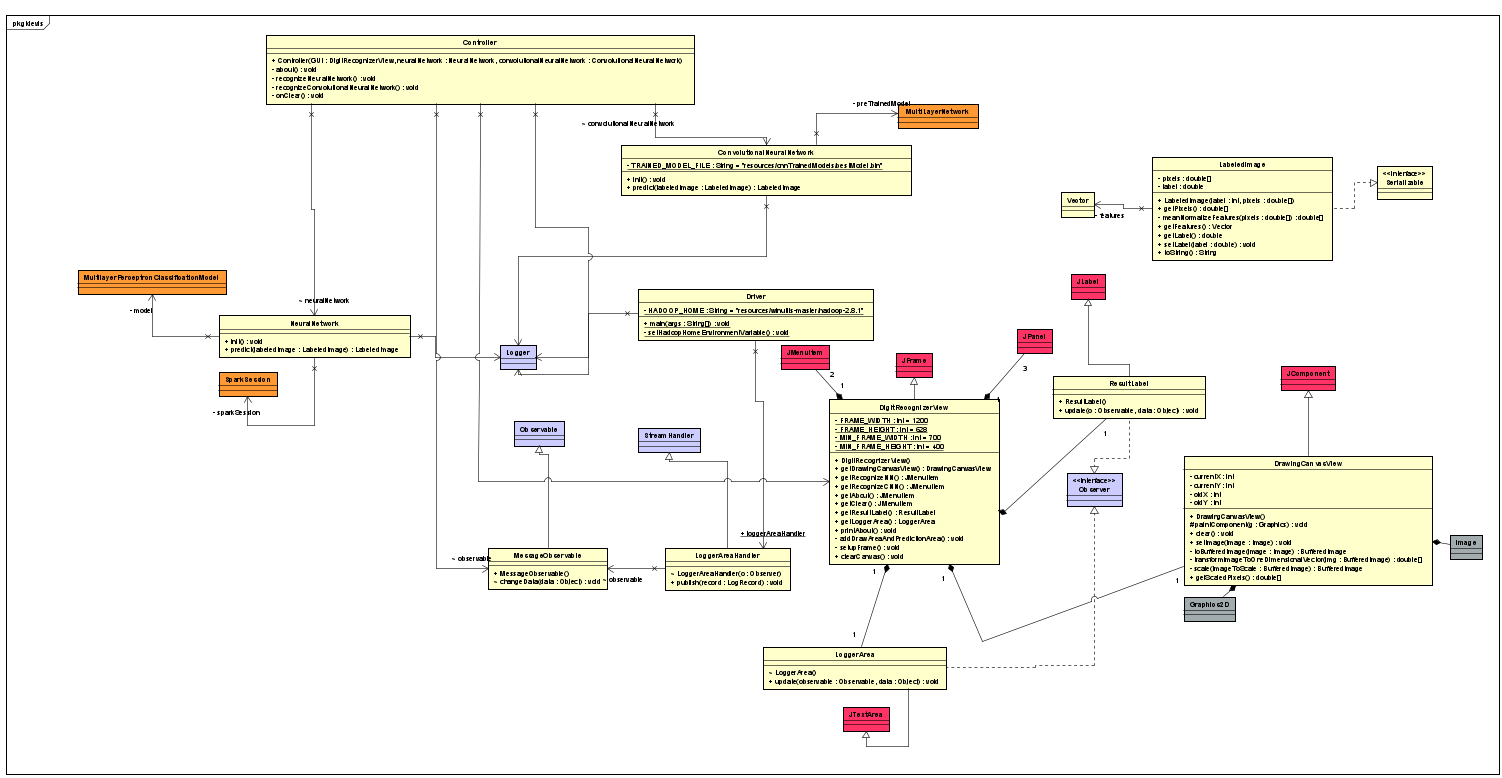 pkg klevis
Controller
+ Controller(GUI : DigitRecognizerView, neuralNetwork : NeuralNetwork, convolutionalNeuralNetwork : ConvolutionalNeuralNetwork)
- about() : void
- recognizeNeuralNetwork() : void
- recognizeConvolutionalNeuralNetwork() : void
- onClear() : void
- preTrainedModel
MultiLayerNetwork
~ convolutionalNeuralNetwork
ConvolutionalNeuralNetwork
- TRAINED_MODEL_FILE : String = "resources/cnnTrainedModels.bestModel.bin"
+ init() : void
+ predict(labeledImage : LabeledImage) : LabeledImage
LabeledImage
- pixels : double[]
- label : double
+ LabeledImage(label : int, pixels : double[])
+ getPixels() : double[]
- meanNormalizeFeatures(pixels : double[]) : double[]
+ getFeatures() : Vector
+ getLabel() : double
+ setLabel(label : double) : void
+ toString() : String
<<interface>>
Serializable
Vector
- features
MultilayerPerceptronClassificationModel
- model
~ neuralNetwork
NeuralNetwork
+ init() : void
+ predict(labeledImage : LabeledImage) : LabeledImage
SparkSession
- sparkSession
Driver
- HADOOP_HOME : String = "resources/winutils-master/hadoop-2.8.1"
+ main(args : String[]) : void
- setHadoopHomeEnvironmentVariable() : void
Logger
JLabel
JMenuItem
2
1
JFrame
JPanel
3
1
JComponent
ResultLabel
+ ResultLabel()
+ update(o : Observable, data : Object) : void
1
Observable
StreamHandler
DigitRecognizerView
- FRAME_WIDTH : int = 1200
- FRAME_HEIGHT : int = 628
- MIN_FRAME_WIDTH : int = 700
- MIN_FRAME_HEIGHT : int = 400
+ DigitRecognizerView()
+ getDrawingCanvasView() : DrawingCanvasView
+ getRecognizeNN() : JMenuItem
+ getRecognizeCNN() : JMenuItem
+ getAbout() : JMenuItem
+ getClear() : JMenuItem
+ getResultLabel() : ResultLabel
+ getLoggerArea() : LoggerArea
+ printAbout() : void
- addDrawAreaAndPredictionArea() : void
- setupFrame() : void
+ clearCanvas() : void
<<interface>>
Observer
DrawingCanvasView
- currentX : int
- currentY : int
- oldX : int
- oldY : int
+ DrawingCanvasView()
# paintComponent(g : Graphics) : void
+ clear() : void
+ setImage(image : Image) : void
- toBufferedImage(image : Image) : BufferedImage
- transformImageToOneDimensionalVector(img : BufferedImage) : double[]
- scale(imageToScale : BufferedImage) : BufferedImage
+ getScaledPixels() : double[]
Image
Graphics2D
1
+ loggerAreaHandler
~ observable
MessageObservable
+ MessageObservable()
~ changeData(data : Object) : void
~ observable
LoggerAreaHandler
~ LoggerAreaHandler(o : Observer)
+ publish(record : LogRecord) : void
1
1
1
LoggerArea
~ LoggerArea()
+ update(observable : Observable, data : Object) : void
JTextArea